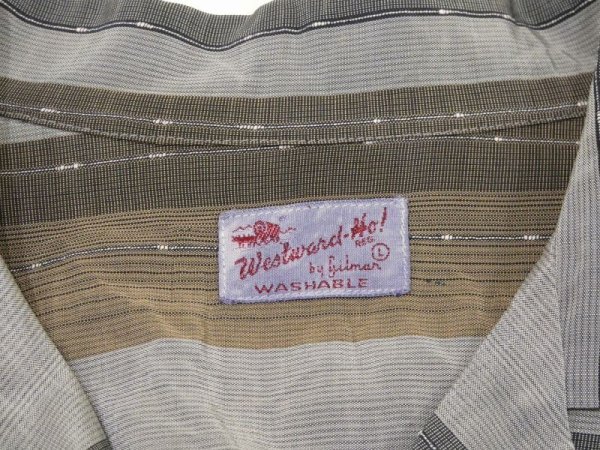 Westward-Ho!
REG.
by Gilmar L
WASHABLE